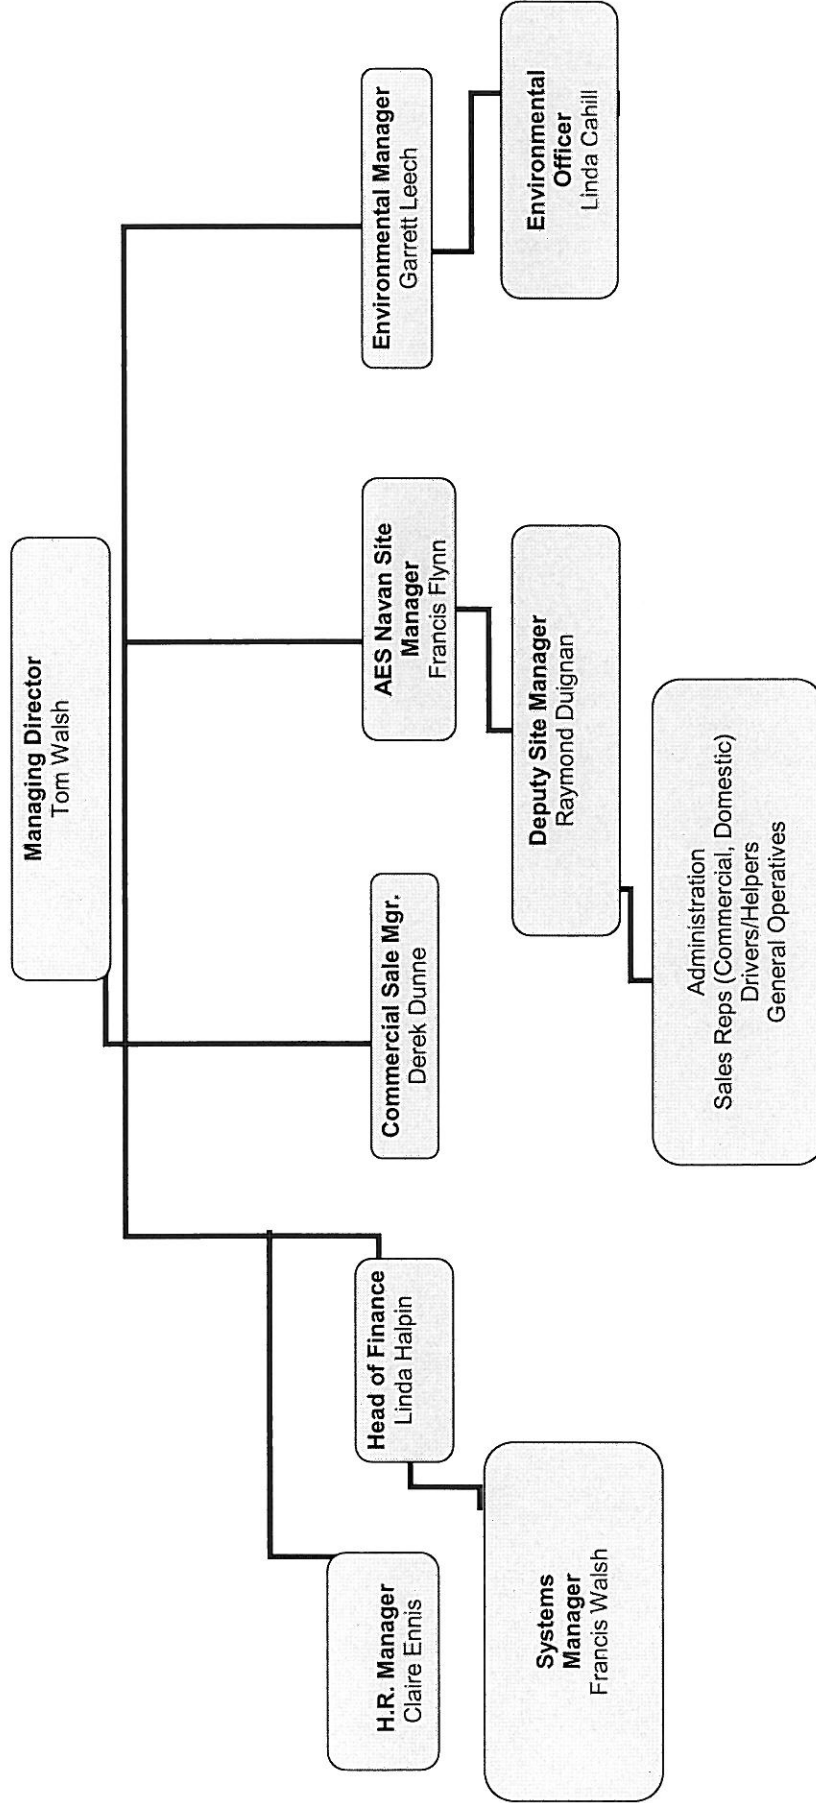 Managing Director
Tom Walsh
H.R. Manager
Claire Ennis
Head of Finance
Linda Halpin
Commercial Sale Mgr.
Derek Dunne
AES Navan Site
Manager
Francis Flynn
Environmental Manager
Garrett Leech
Systems
Manager
Francis Walsh
Deputy Site Manager
Raymond Duignan
Environmental
Officer
Linda Cahill
Administration
Sales Reps (Commercial, Domestic)
Drivers/Helpers
General Operatives